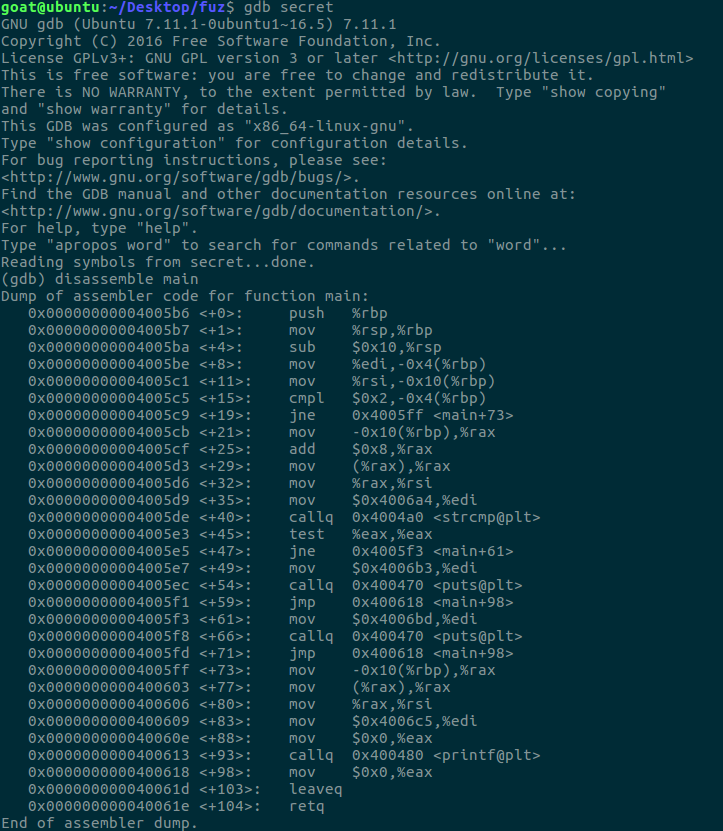 goat@ubuntu:~/Desktop/fuz$ gdb secret
GNU gdb (Ubuntu 7.11.1-0ubuntu1~16.5) 7.11.1
Copyright (C) 2016 Free Software Foundation, Inc.
License GPLv3+: GNU GPL version 3 or later <http://gnu.org/licenses/gpl.html>
This is free software: you are free to change and redistribute it.
There is NO WARRANTY, to the extent permitted by law.  Type "show copying"
and "show warranty" for details.
This GDB was configured as "x86_64-linux-gnu".
Type "show configuration" for configuration details.
For bug reporting instructions, please see:
<http://www.gnu.org/software/gdb/bugs/>.
Find the GDB manual and other documentation resources online at:
<http://www.gnu.org/software/gdb/documentation/>.
For help, type "help".
Type "apropos word" to search for commands related to "word"...
Reading symbols from secret...done.
(gdb) disassemble main
Dump of assembler code for function main:
   0x00000000004005b6 <+0>:     push   %rbp
   0x00000000004005b7 <+1>:     mov    %rsp,%rbp
   0x00000000004005ba <+4>:     sub    $0x10,%rsp
   0x00000000004005be <+8>:     mov    %edi,-0x4(%rbp)
   0x00000000004005c1 <+11>:    mov    %rsi,-0x10(%rbp)
   0x00000000004005c5 <+15>:    cmpl   $0x2,-0x4(%rbp)
   0x00000000004005c9 <+19>:    jne    0x4005ff <main+73>
   0x00000000004005cb <+21>:    mov    -0x10(%rbp),%rax
   0x00000000004005cf <+25>:    add    $0x8,%rax
   0x00000000004005d3 <+29>:    mov    (%rax),%rax
   0x00000000004005d6 <+32>:    mov    %rax,%rsi
   0x00000000004005d9 <+35>:    mov    $0x4006a4,%edi
   0x00000000004005de <+40>:    callq  0x4004a0 <strcmp@plt>
   0x00000000004005e3 <+45>:    test   %eax,%eax
   0x00000000004005e5 <+47>:    jne    0x4005f3 <main+61>
   0x00000000004005e7 <+49>:    mov    $0x4006b3,%edi
   0x00000000004005ec <+54>:    callq  0x400470 <puts@plt>
   0x00000000004005f1 <+59>:    jmp    0x400618 <main+98>
   0x00000000004005f3 <+61>:    mov    $0x4006bd,%edi
   0x00000000004005f8 <+66>:    callq  0x400470 <puts@plt>
   0x00000000004005fd <+71>:    jmp    0x400618 <main+98>
   0x00000000004005ff <+73>:    mov    -0x10(%rbp),%rax
   0x0000000000400603 <+77>:    mov    (%rax),%rax
   0x0000000000400606 <+80>:    mov    %rax,%rsi
   0x0000000000400609 <+83>:    mov    $0x4006c5,%edi
   0x000000000040060e <+88>:    mov    $0x0,%eax
   0x0000000000400613 <+93>:    callq  0x400480 <printf@plt>
   0x0000000000400618 <+98>:    mov    $0x0,%eax
   0x000000000040061d <+103>:   leaveq
   0x000000000040061e <+104>:   retq
End of assembler dump.